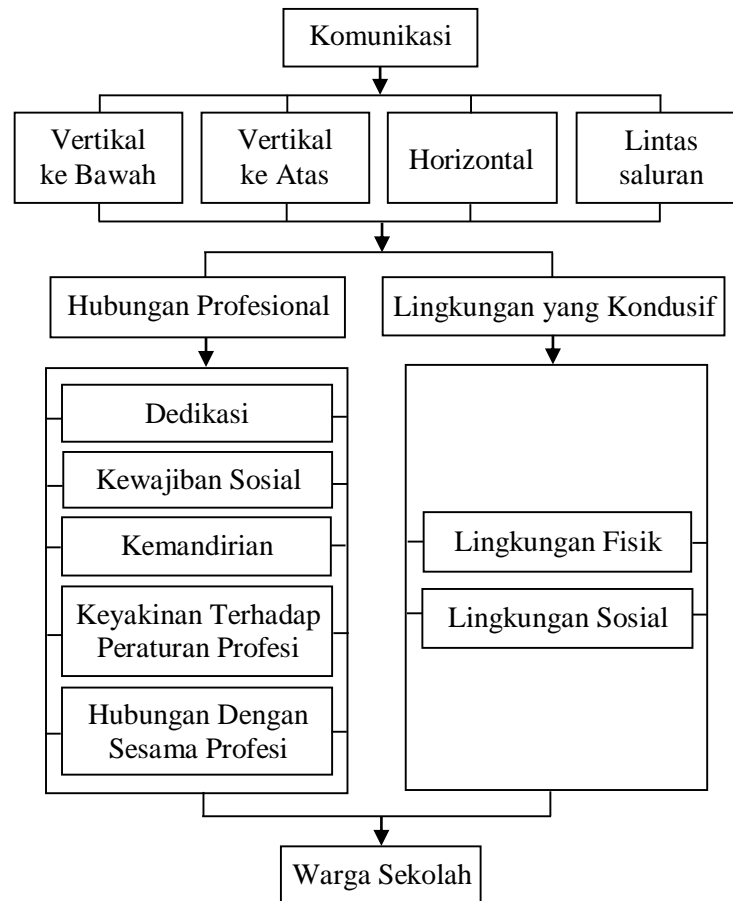 Komunikasi
Vertikal
ke Bawah
Vertikal
ke Atas
Horizontal
Lintas
saluran
Hubungan Profesional
Lingkungan yang Kondusif
Dedikasi
Kewajiban Sosial
Kemandirian
Keyakinan Terhadap
Peraturan Profesi
Hubungan Dengan
Sesama Profesi
Lingkungan Fisik
Lingkungan Sosial
Warga Sekolah